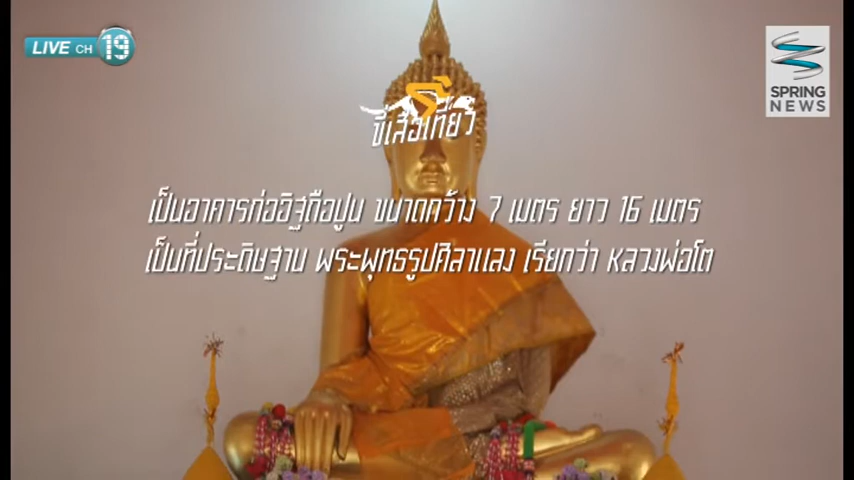 LIVE CH 19
SPRING
NEWS
ขี่เสือเที่ยว
เป็นอาคารก่ออิฐถือปูน ขนาดกว้าง 7 เมตร ยาว 16 เมตร
เป็นที่ประดิษฐาน พระพุทธรูปศิลาแลง เรียกว่า หลวงพ่อโต